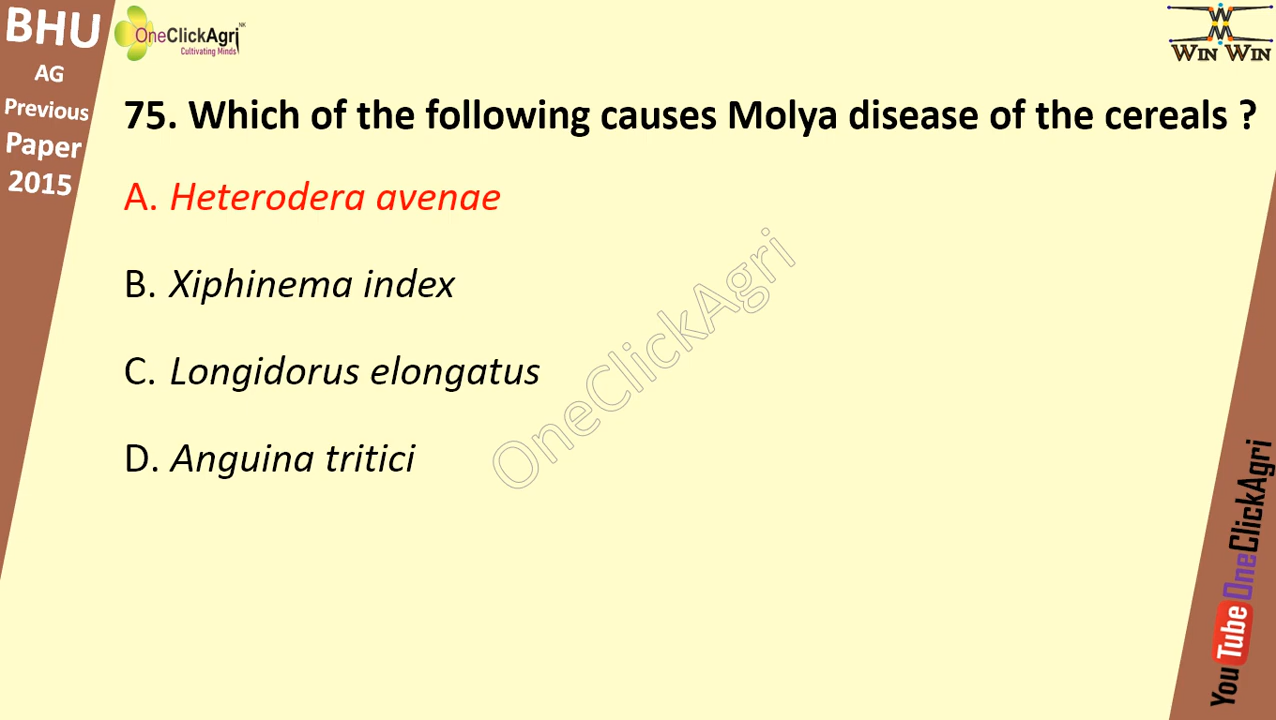 BHU
AG
Previous
Paper
2015
OneClickAgri NK
Cultivating Minds
WIN WIN
75. Which of the following causes Molya disease of the cereals ?
A. Heterodera avenae
B. Xiphinema index
C. Longidorus elongatus
D. Anguina tritici
OneClickAgri
YouTube OneClickAgri